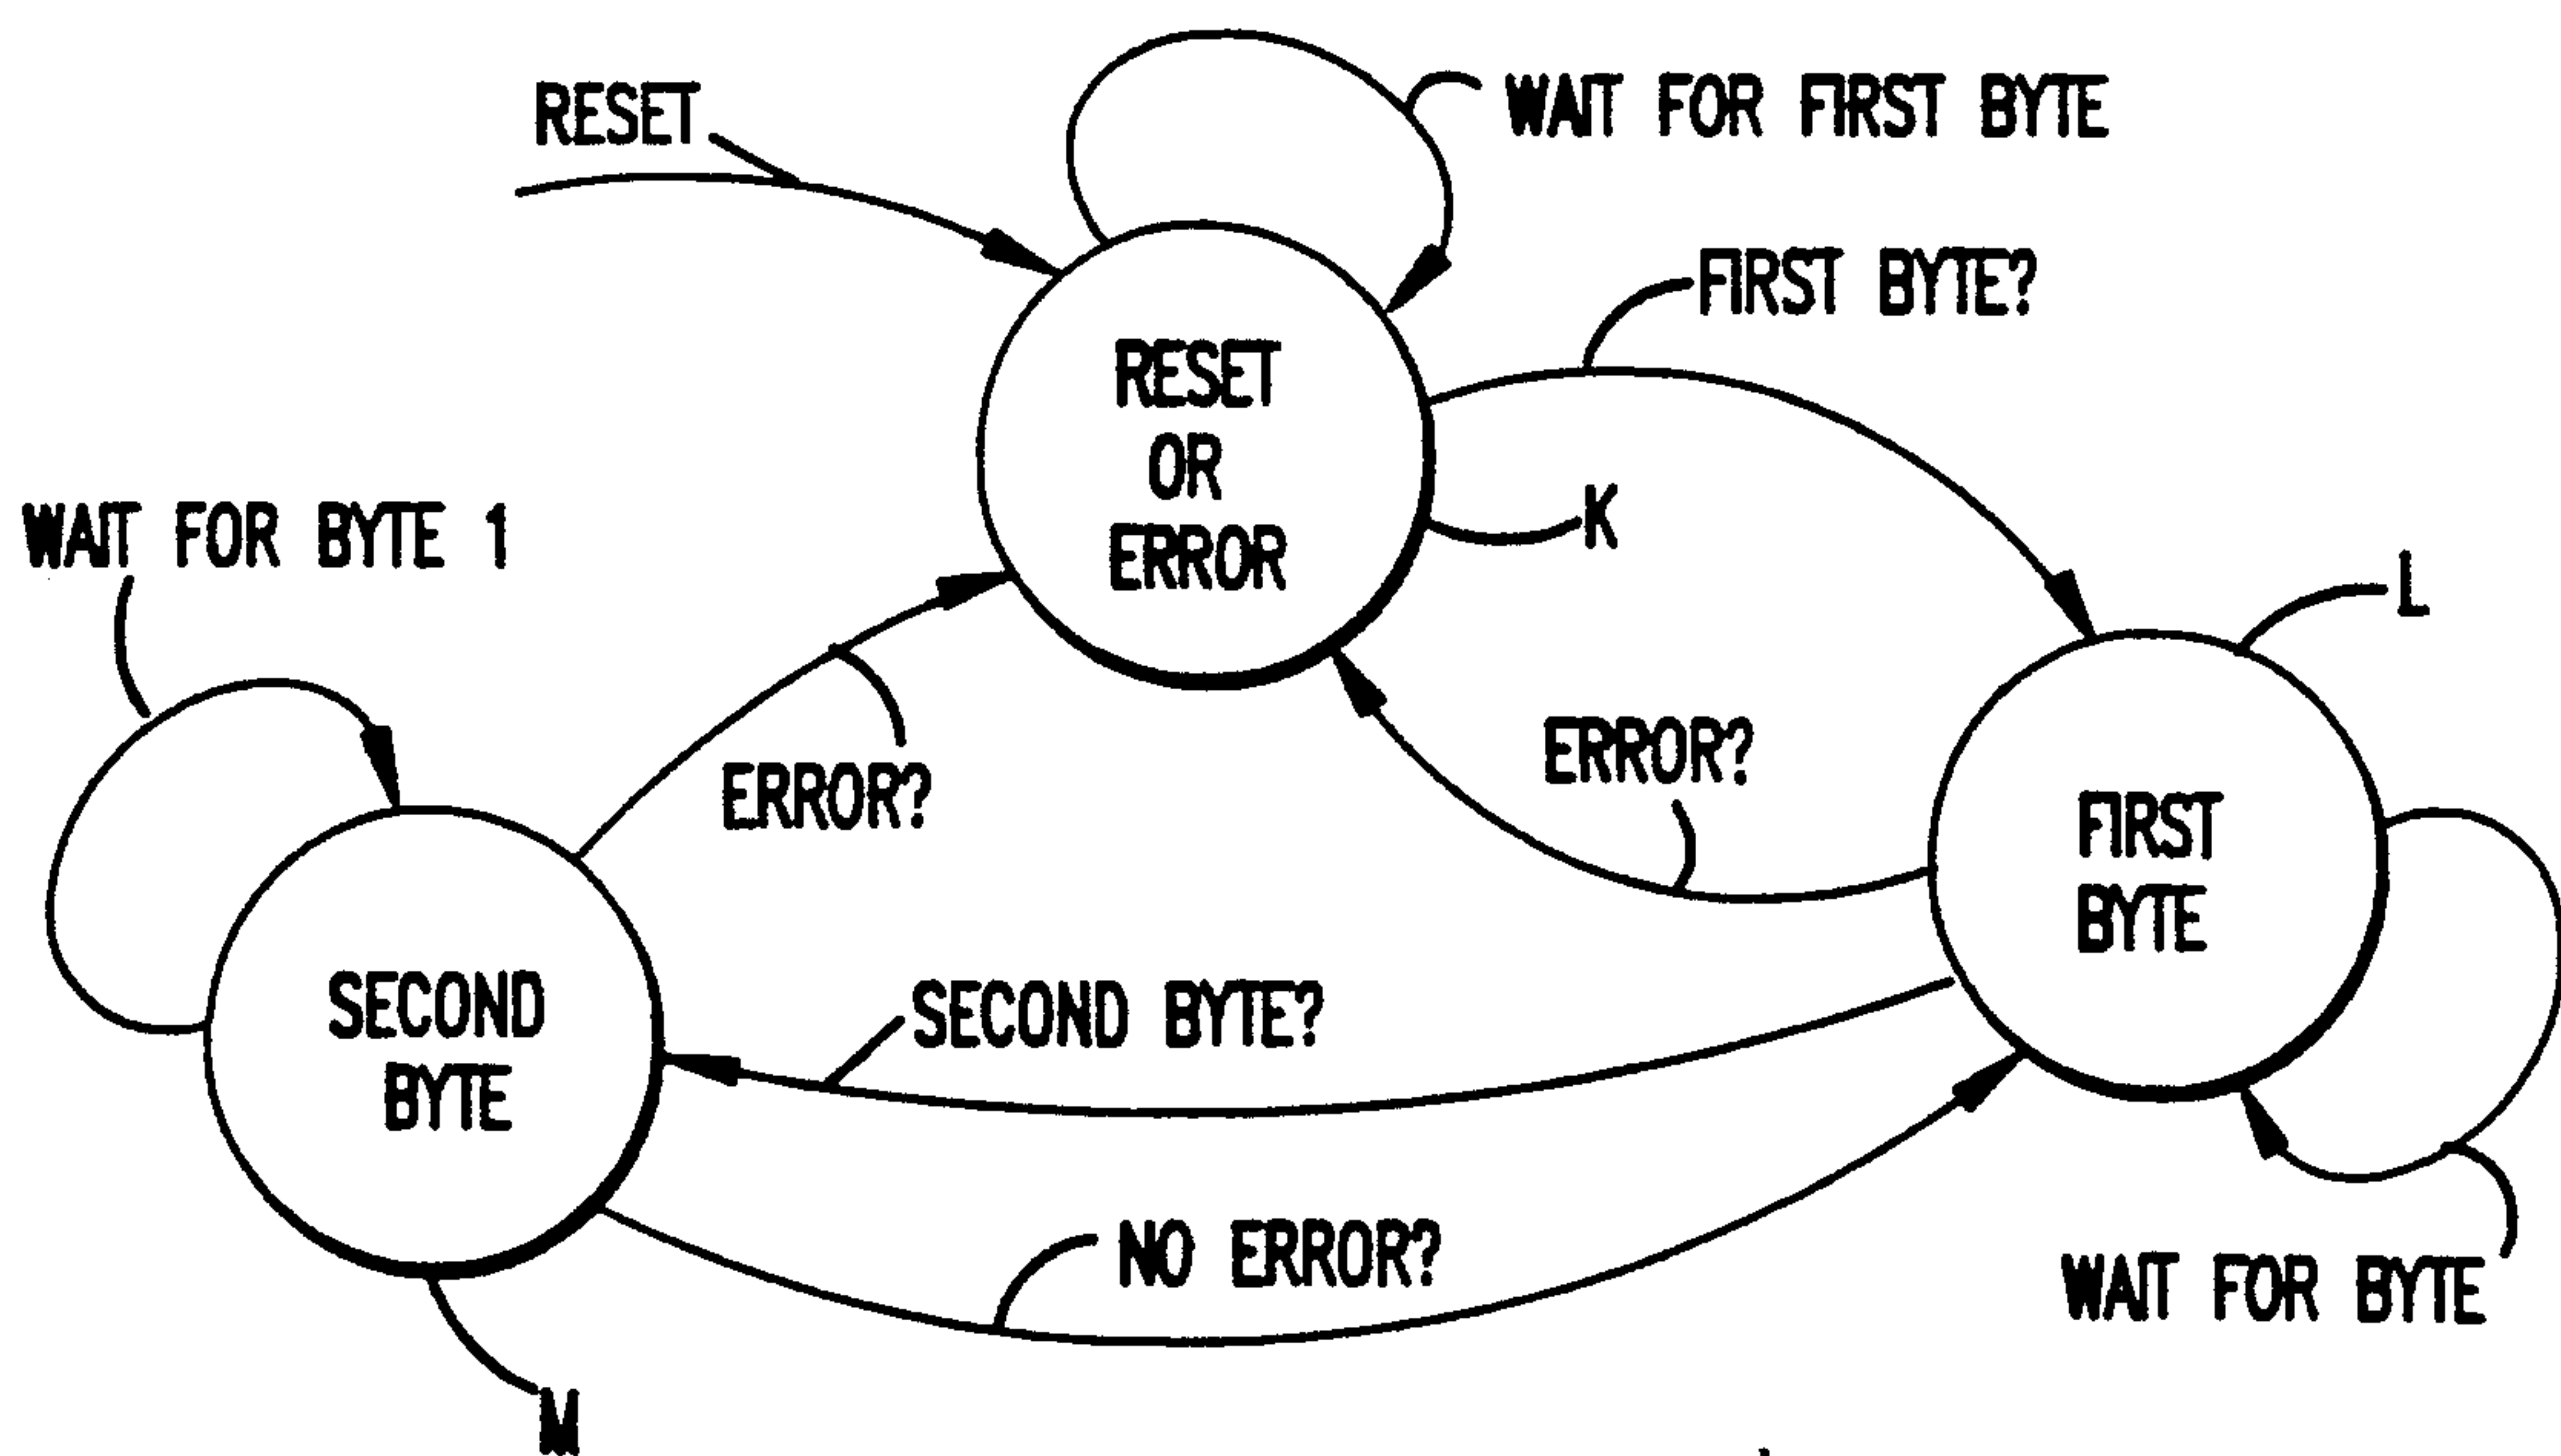 RESET
WAIT FOR FIRST BYTE
FIRST BYTE?
RESET
OR
ERROR
K
WAIT FOR BYTE 1
L
ERROR?
ERROR?
FIRST
BYTE
SECOND
BYTE
SECOND BYTE?
NO ERROR?
WAIT FOR BYTE
M